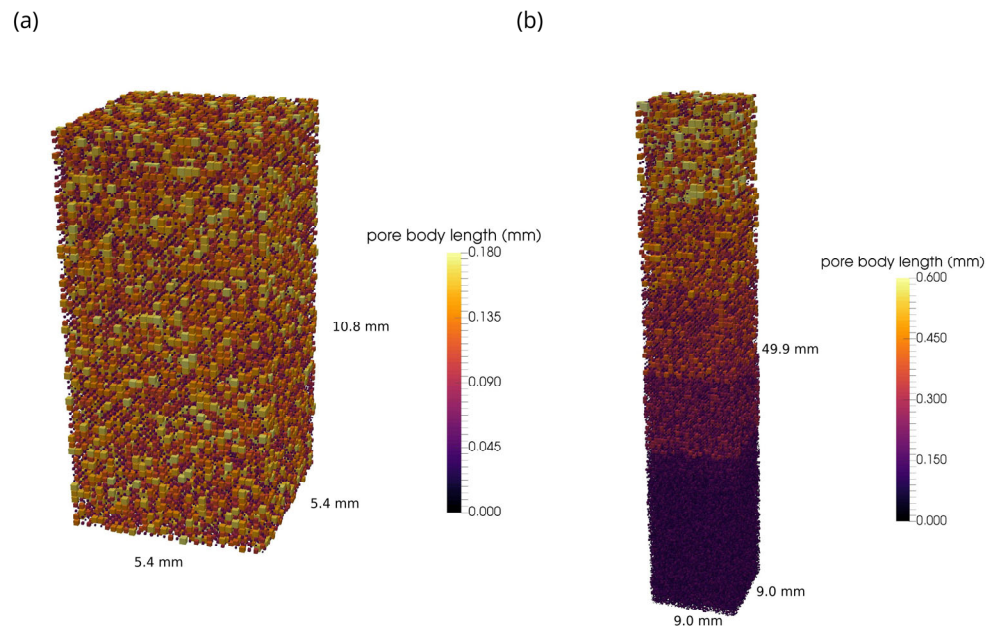 (a)
(b)
pore body length (mm)
0.180
0.135
0.090
0.045
0.000
10.8 mm
5.4 mm
5.4 mm
pore body length (mm)
0.600
0.450
0.300
0.150
0.000
49.9 mm
9.0 mm
9.0 mm